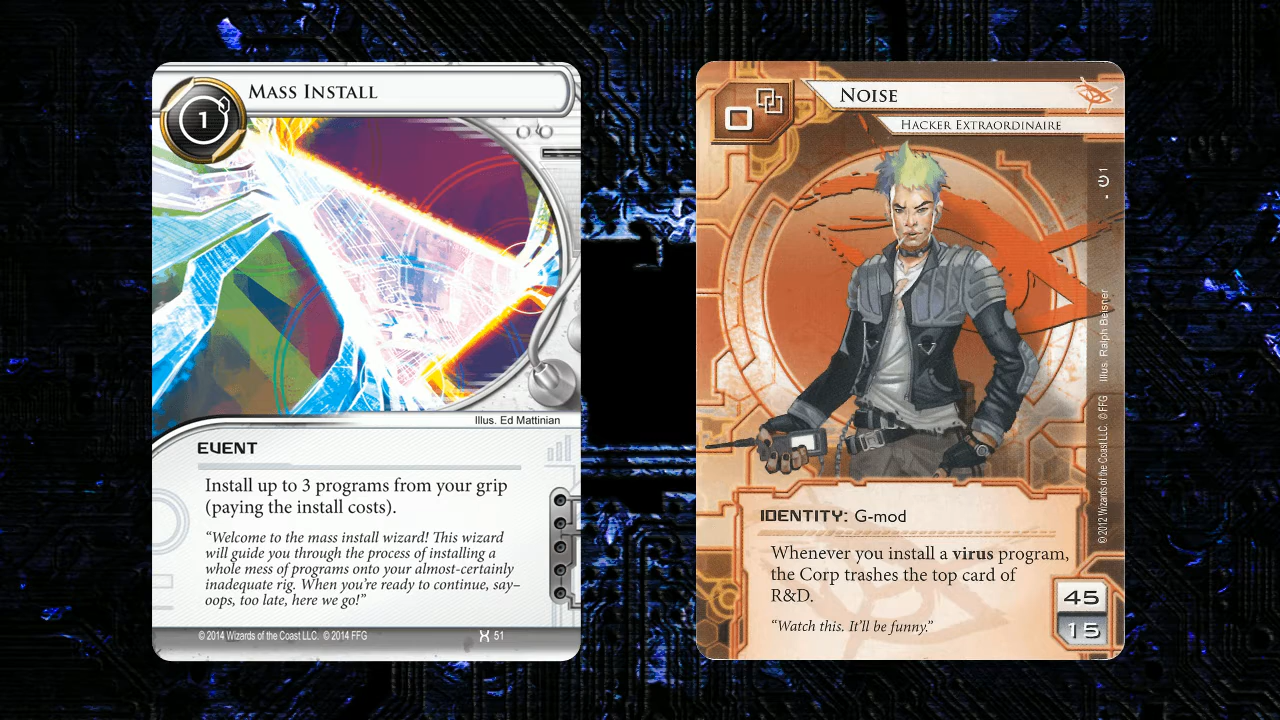 MASS INSTALL
1
Illus. Ed Mattinian
EVENT
Install up to 3 programs from your grip
(paying the install costs).
“Welcome to the mass install wizard! This wizard
will guide you through the process of installing a
whole mess of programs onto your almost-certainly
inadequate rig. When you’re ready to continue, say–
oops, too late, here we go!”
© 2014 Wizards of the Coast LLC. © 2014 FFG
51
NOISE
0
HACKER EXTRAORDINAIRE
1
Illus. Ralph Beisner
© 2012 Wizards of the Coast LLC. © FFG
IDENTITY: G-mod
Whenever you install a virus program,
the Corp trashes the top card of
R&D.
“Watch this. It’ll be funny.”
45
15